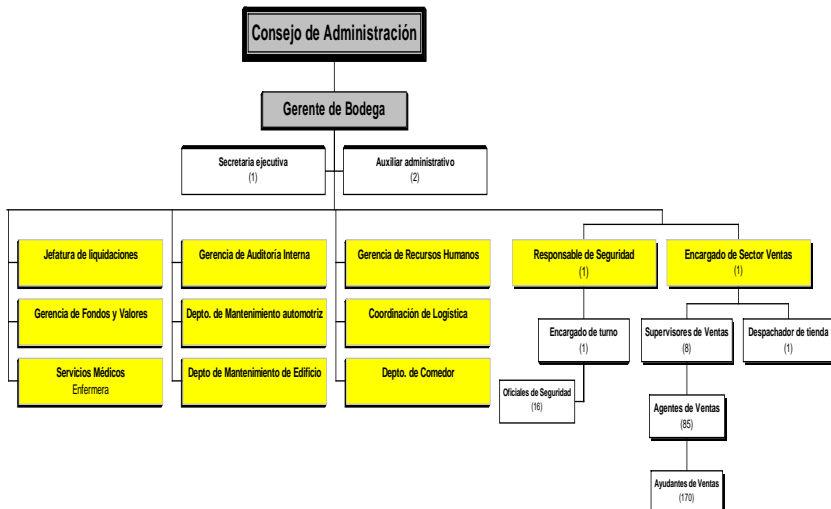 Consejo de Administración
Gerente de Bodega
Secretaria ejecutiva
(1)
Auxiliar administrativo
(2)
Jefatura de liquidaciones
Gerencia de Auditoría Interna
Gerencia de Recursos Humanos
Responsable de Seguridad
(1)
Encargado de Sector Ventas
(1)
Gerencia de Fondos y Valores
Depto. de Mantenimiento automotriz
Coordinación de Logística
Encargado de turno
(1)
Supervisores de Ventas
(8)
Despachador de tienda
(1)
Servicios Médicos
Enfermera
Depto de Mantenimiento de Edificio
Depto. de Comedor
Oficiales de Seguridad
(16)
Agentes de Ventas
(85)
Ayudantes de Ventas
(170)